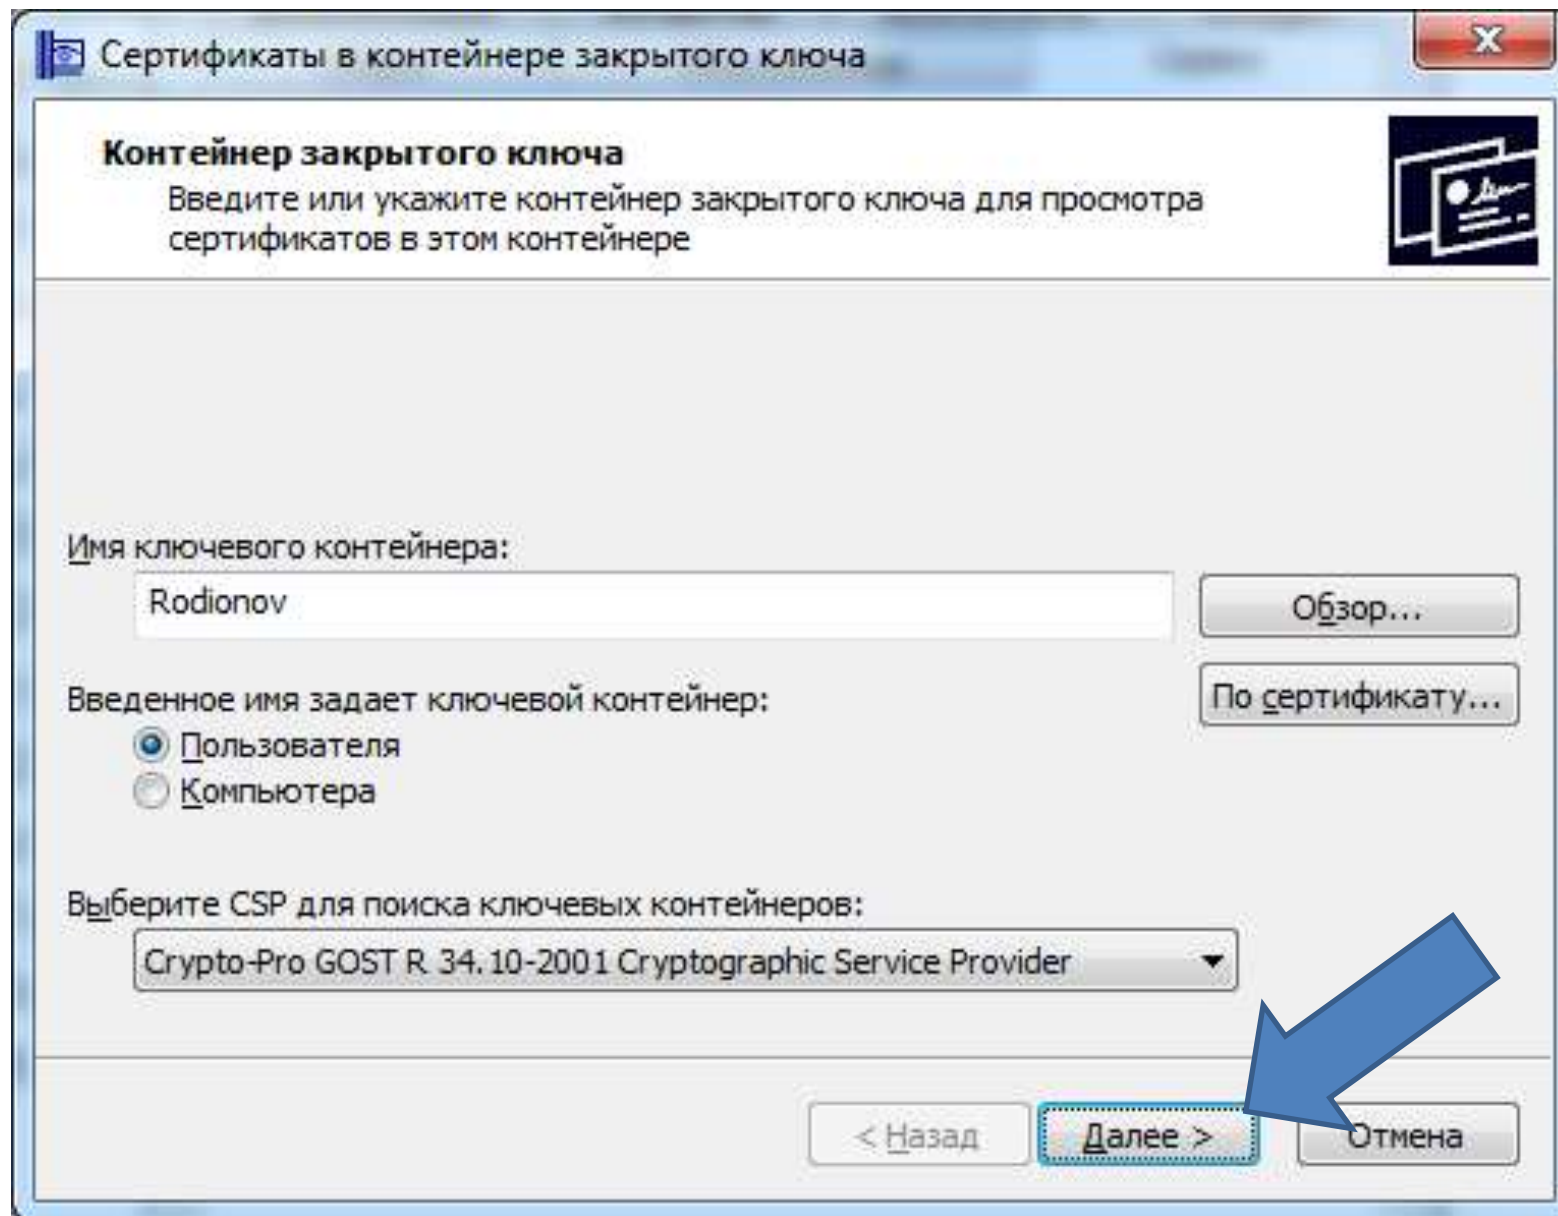 Сертификаты в контейнере закрытого ключа
Контейнер закрытого ключа
Введите или укажите контейнер закрытого ключа для просмотра
сертификатов в этом контейнере
Имя ключевого контейнера:
Rodionov
Обзор...
Введенное имя задает ключевой контейнер:
По сертификату...
Пользователя
Компьютера
Выберите CSP для поиска ключевых контейнеров:
Crypto-Pro GOST R 34.10-2001 Cryptographic Service Provider
< Назад
Далее >
Отмена